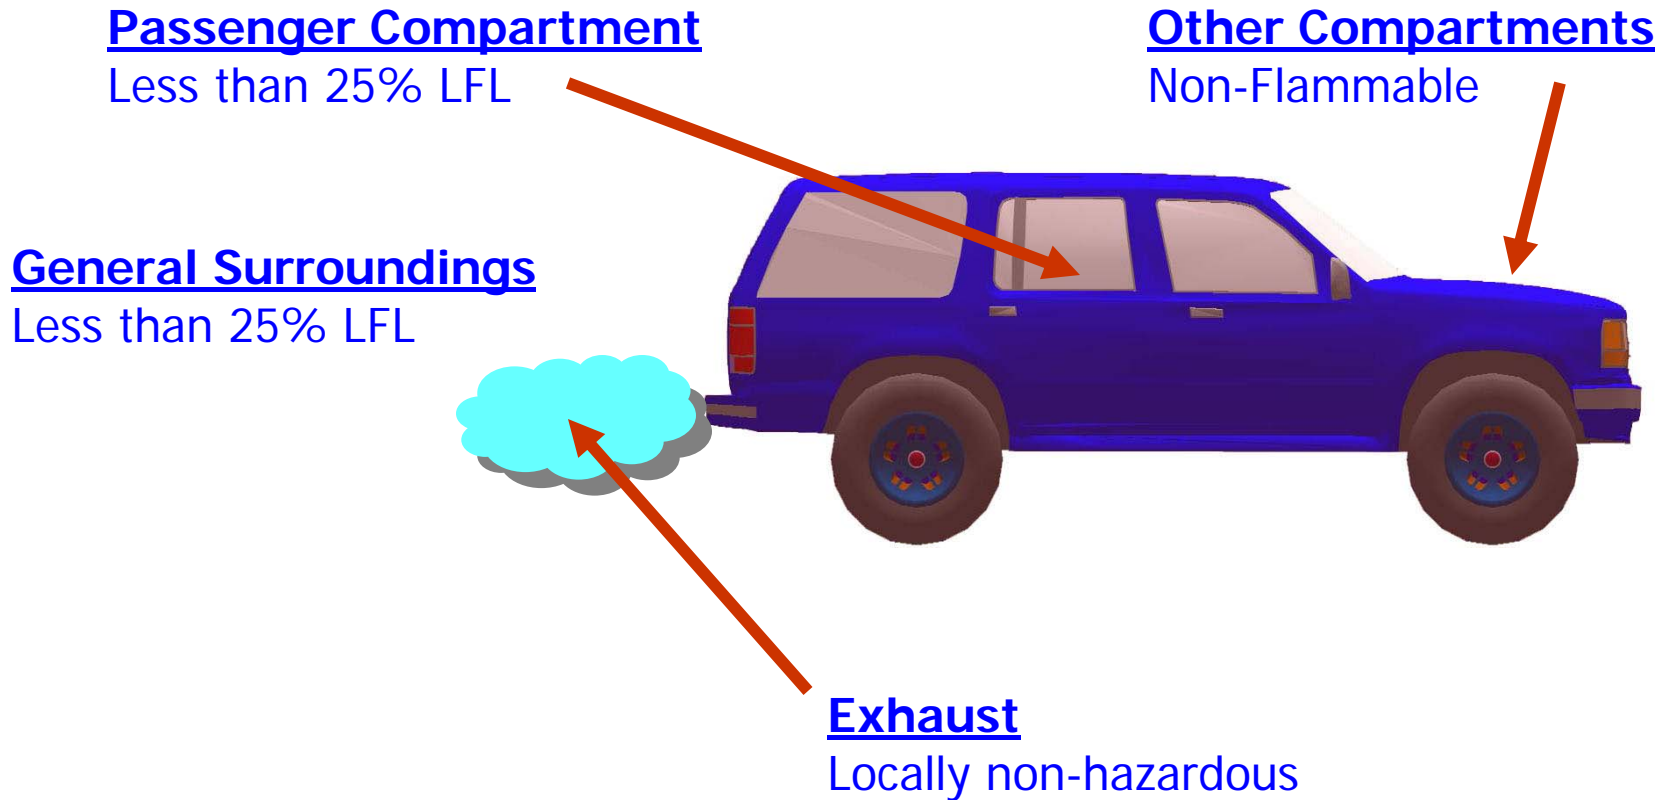 Passenger Compartment
Less than 25% LFL
Other Compartments
Non-Flammable
General Surroundings
Less than 25% LFL
Exhaust
Locally non-hazardous